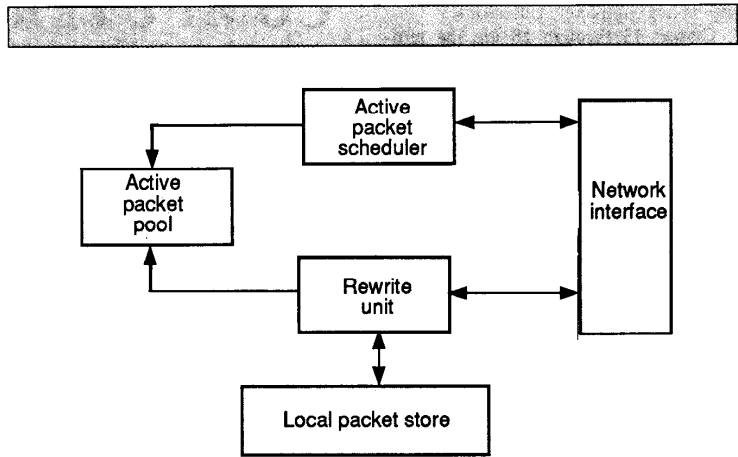 Active
packet
scheduler
Active
packet
pool
Network
interface
Rewrite
unit
Local packet store